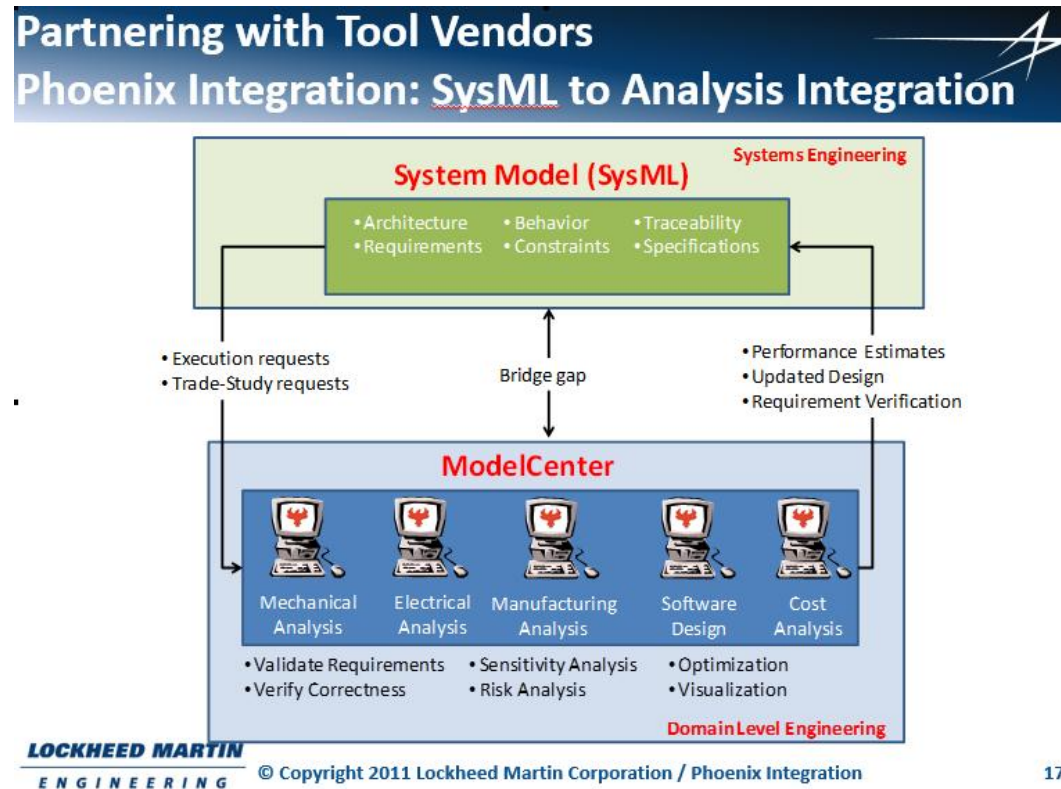 Partnering with Tool Vendors
Phoenix Integration: SysML to Analysis Integration
Systems Engineering
System Model (SysML)
• Architecture • Behavior • Traceability
• Requirements • Constraints • Specifications
• Execution requests
• Trade-Study requests
Bridge gap
• Performance Estimates
• Updated Design
• Requirement Verification
ModelCenter
Mechanical Analysis
Electrical Analysis
Manufacturing Analysis
Software Design
Cost Analysis
• Validate Requirements • Sensitivity Analysis • Optimization
• Verify Correctness • Risk Analysis • Visualization
Domain Level Engineering
LOCKHEED MARTIN
ENGINEERING
© Copyright 2011 Lockheed Martin Corporation / Phoenix Integration
17